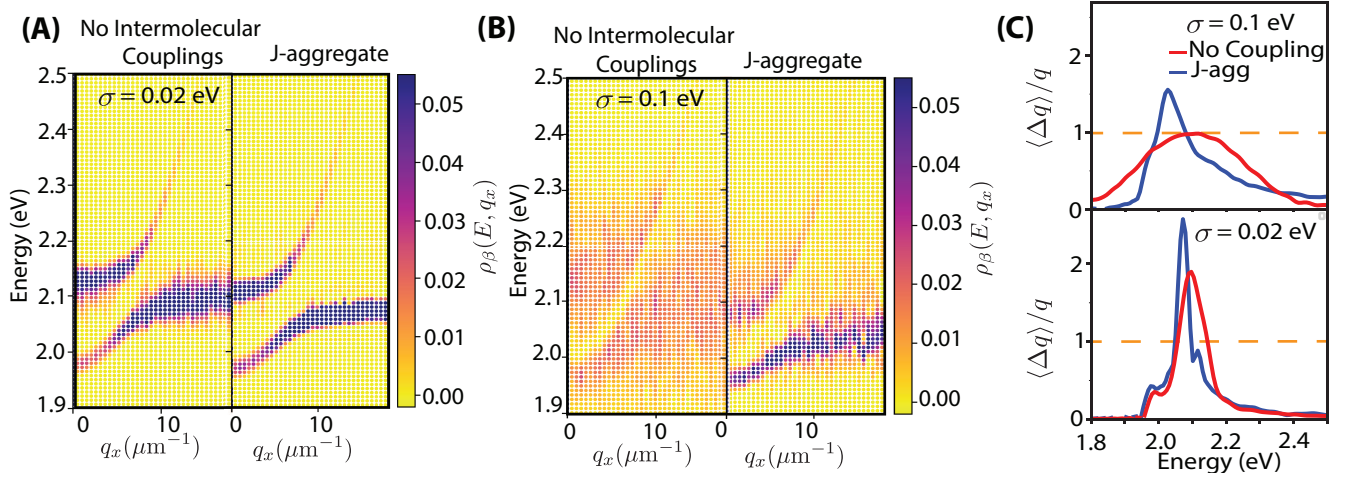 (A)
No Intermolecular
Couplings
J-aggregate
σ = 0.02 eV
2.5
2.4
2.3
2.2
2.1
2.0
1.9
Energy (eV)
0
10
0
10
q_x(μm⁻¹)
q_x(μm⁻¹)
0.05
0.04
0.03
0.02
0.01
0.00
ρ_β(E, q_x)
(B)
No Intermolecular
Couplings
J-aggregate
σ = 0.1 eV
2.5
2.4
2.3
2.2
2.1
2.0
1.9
Energy (eV)
0
10
0
10
q_x(μm⁻¹)
q_x(μm⁻¹)
0.05
0.04
0.03
0.02
0.01
0.00
ρ_β(E, q_x)
(C)
σ = 0.1 eV
No Coupling
J-agg
2
1
0
⟨Δq⟩/q
σ = 0.02 eV
2
1
0
⟨Δq⟩/q
1.8
2.0
2.2
2.4
Energy (eV)